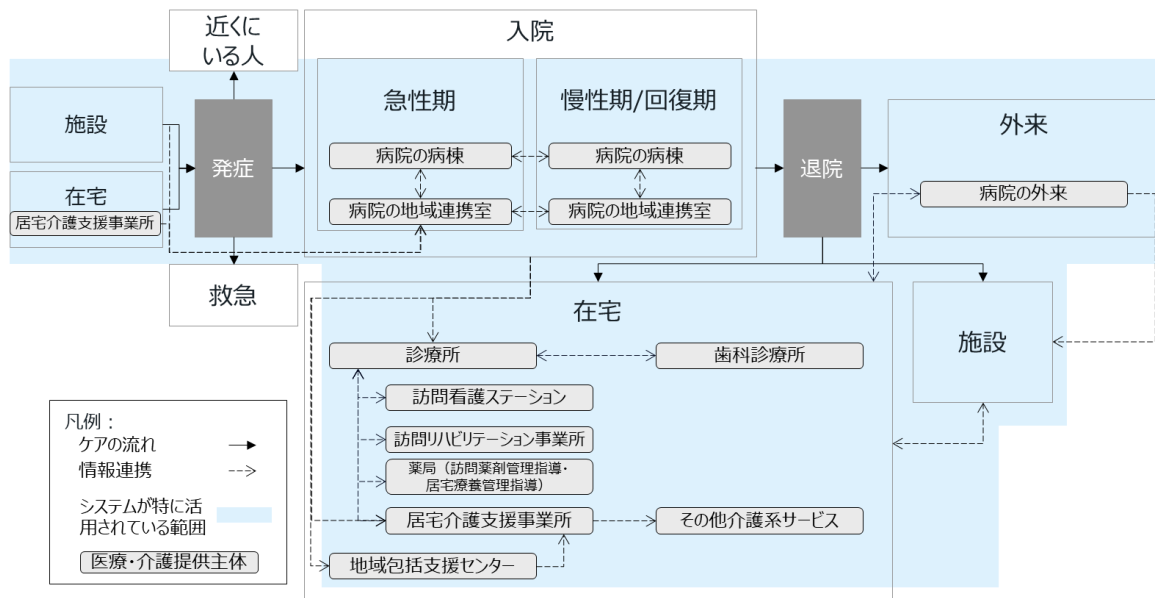 近くに
いる人
入院
急性期
慢性期/回復期
施設
発症
退院
外来
病院の病棟
病院の病棟
在宅
病院の外来
居宅介護支援事業所
病院の地域連携室
病院の地域連携室
救急
在宅
施設
診療所
歯科診療所
訪問看護ステーション
訪問リハビリテーション事業所
薬局（訪問薬剤管理指導・
居宅療養管理指導）
居宅介護支援事業所
その他介護系サービス
地域包括支援センター
凡例：
ケアの流れ
情報連携
システムが特に活
用されている範囲
医療・介護提供主体